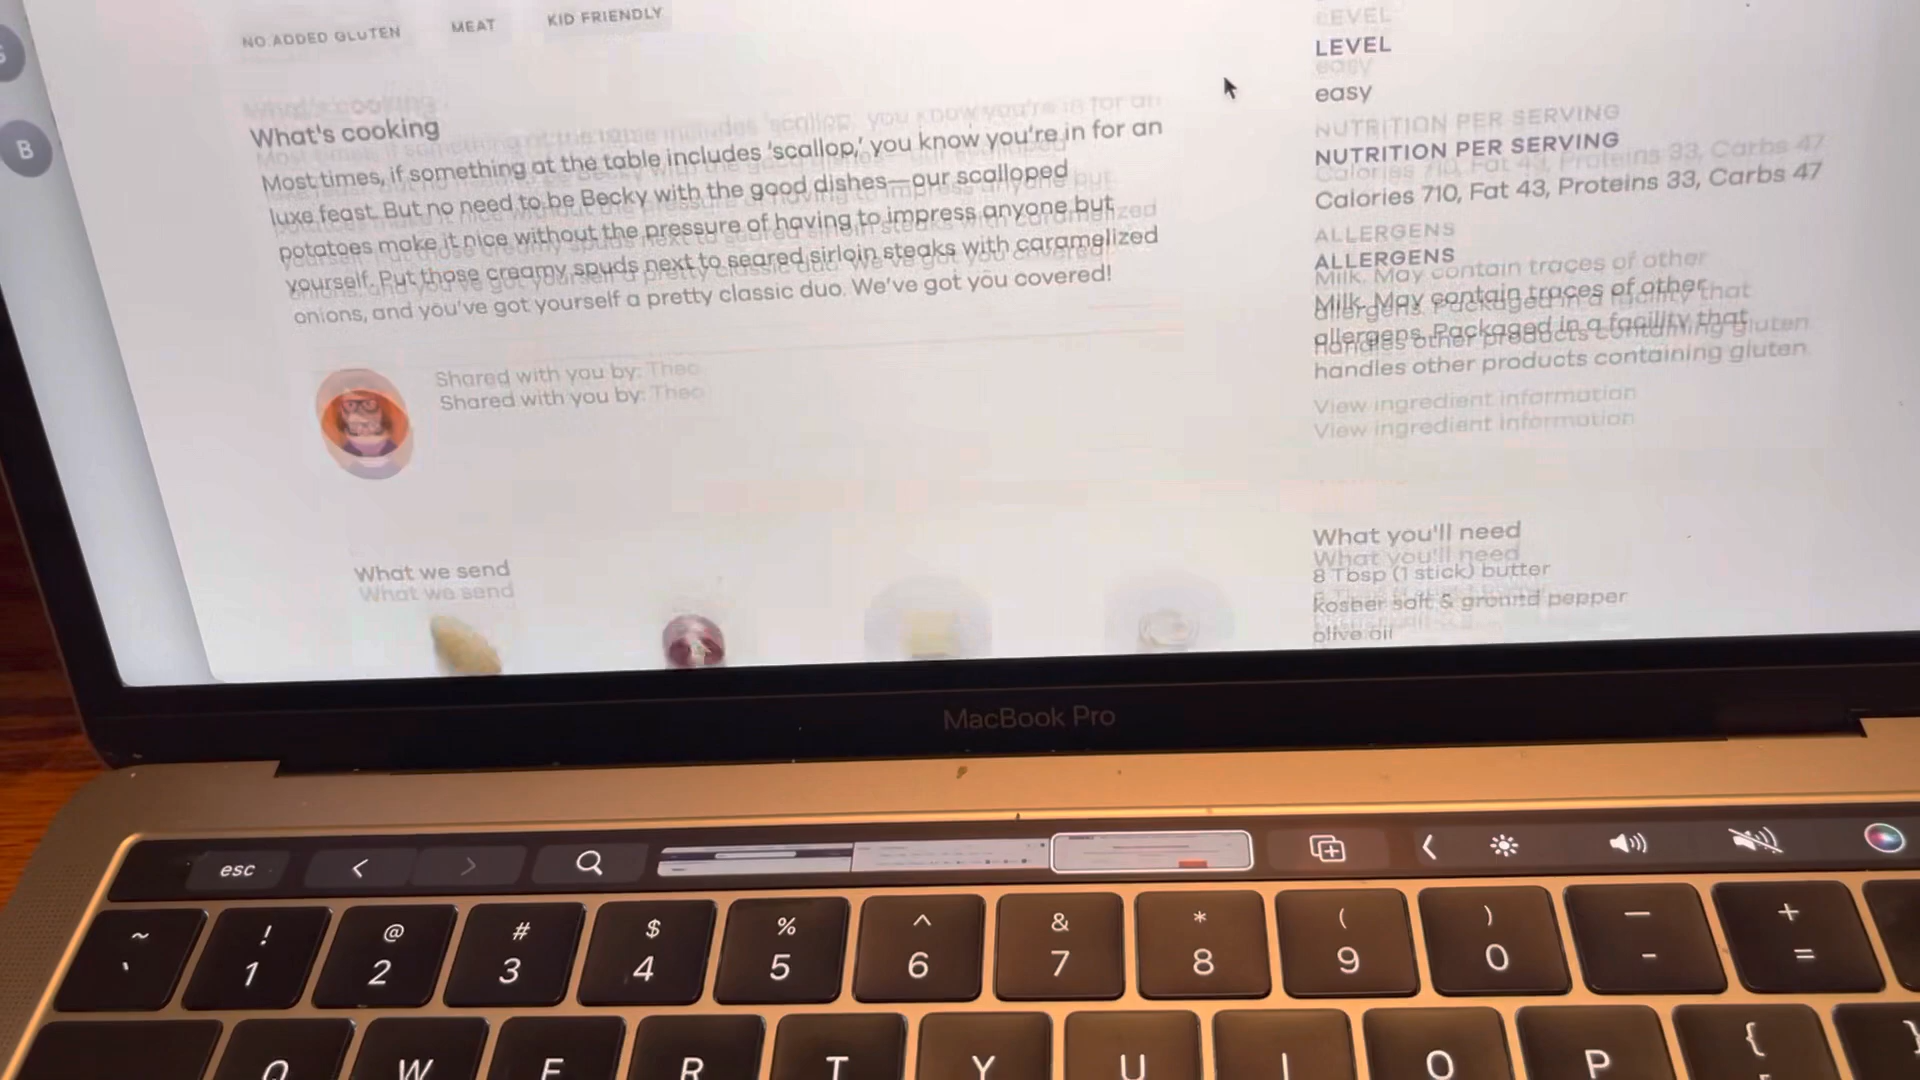 NO ADDED GLUTEN
MEAT
KID FRIENDLY
What's cooking
Most times, if something at the table includes ‘scallop,’ you know you’re in for an
luxe feast. But no need to be Becky with the good dishes—our scalloped
potatoes make it nice without the pressure of having to impress anyone but
yourself. Put those creamy spuds next to seared sirloin steaks with caramelized
onions, and you’ve got yourself a pretty classic duo. We’ve got you covered!
Shared with you by: Theo
What we send
LEVEL
easy
NUTRITION PER SERVING
Calories 710, Fat 43, Proteins 33, Carbs 47
ALLERGENS
Milk. May contain traces of other
allergens. Packaged in a facility that
handles other products containing gluten.
View ingredient information
What you'll need
8 Tbsp (1 stick) butter
kosher salt & ground pepper
olive oil
B
MacBook Pro
esc
~ ! @ # $ % ^ & * ( ) — +
` 1 2 3 4 5 6 7 8 9 0 - =
Q W E R T Y U I O P { }